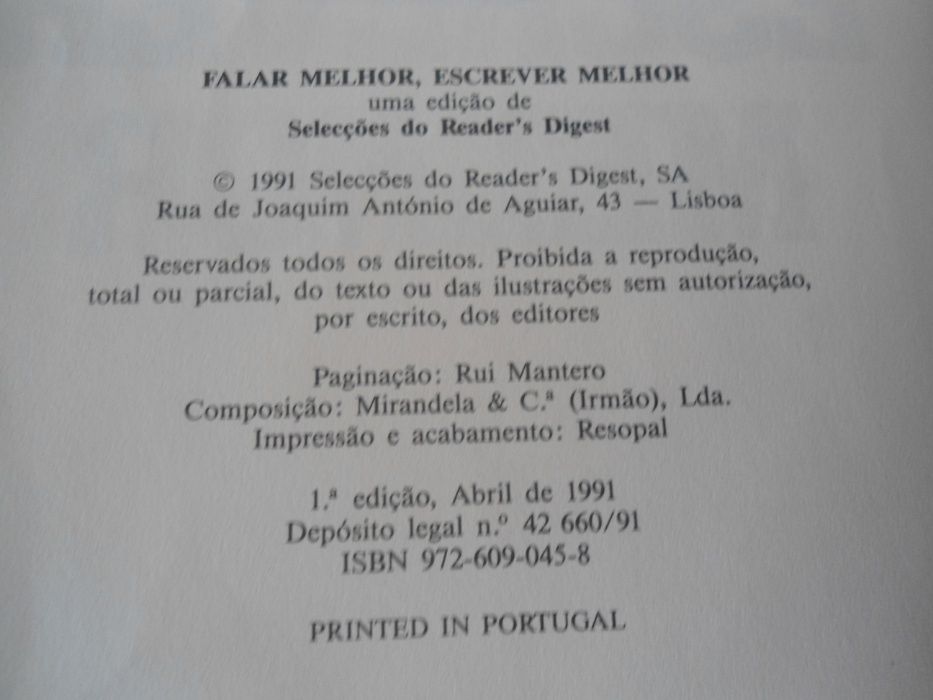 FALAR MELHOR, ESCREVER MELHOR
uma edição de
Selecções do Reader's Digest
© 1991 Selecções do Reader's Digest, SA
Rua de Joaquim António de Aguiar, 43 — Lisboa
Reservados todos os direitos. Proibida a reprodução,
total ou parcial, do texto ou das ilustrações sem autorização,
por escrito, dos editores
Paginação: Rui Mantero
Composição: Mirandela & C.ª (Irmão), Lda.
Impressão e acabamento: Resopal
1.ª edição, Abril de 1991
Depósito legal n.º 42 660/91
ISBN 972-609-045-8
PRINTED IN PORTUGAL